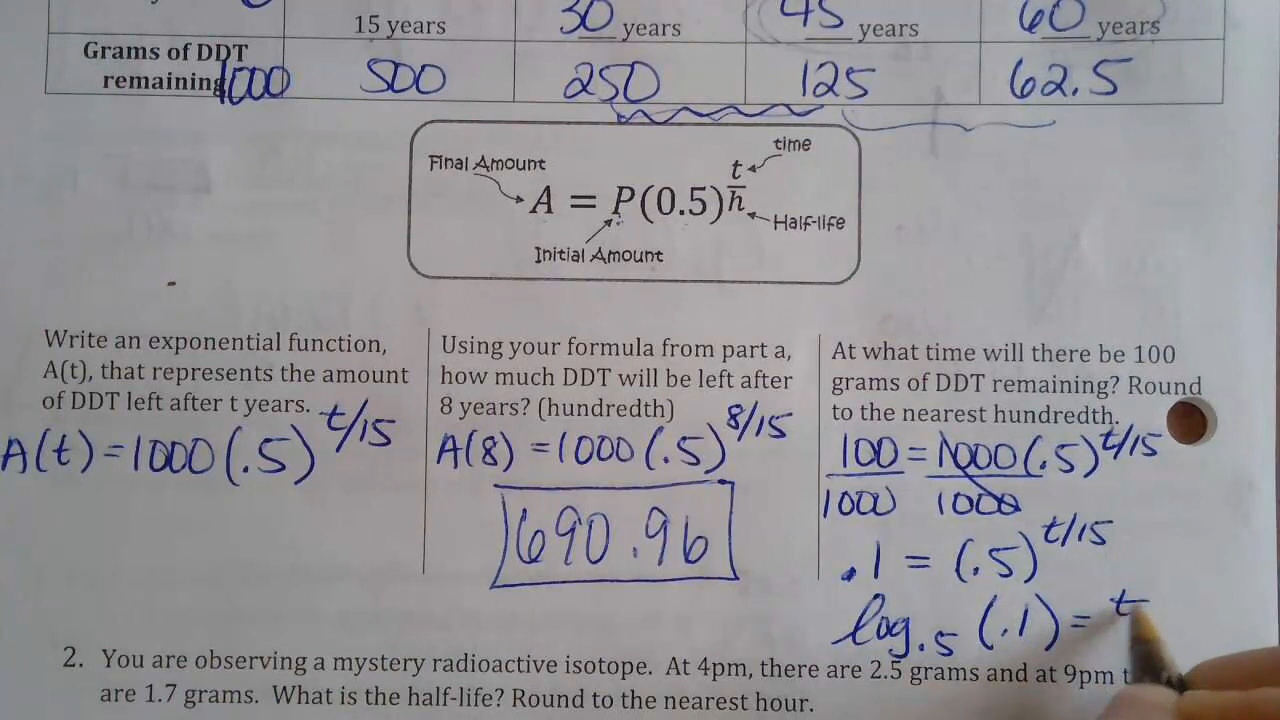 15 years 30 years 45 years 60 years
Grams of DDT
remaining 1000 500 250 125 62.5
time
Final Amount
A = P(0.5)^(t/h)
Half-life
Initial Amount
Write an exponential function,
A(t), that represents the amount
of DDT left after t years.
A(t) = 1000 (.5)^(t/15)
Using your formula from part a,
how much DDT will be left after
8 years? (hundredth)
A(8) = 1000 (.5)^(8/15)
690.96
At what time will there be 100
grams of DDT remaining? Round
to the nearest hundredth.
100 = 1000 (.5)^(t/15)
1000 1000
.1 = (.5)^(t/15)
log.5 (.1) = t
2. You are observing a mystery radioactive isotope. At 4pm, there are 2.5 grams and at 9pm
are 1.7 grams. What is the half-life? Round to the nearest hour.